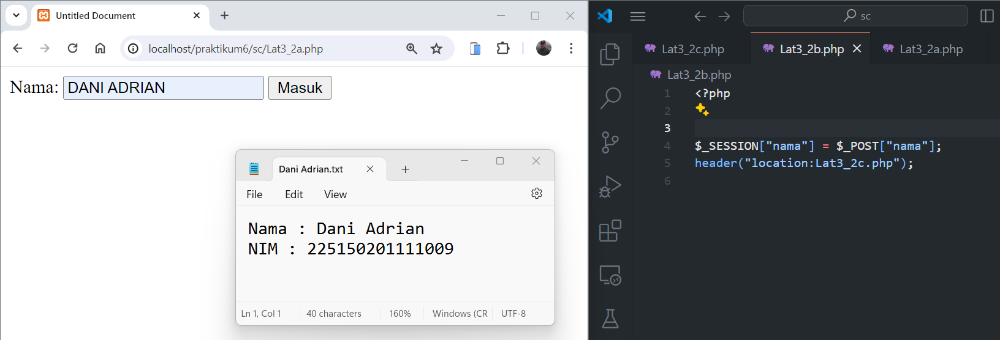 Untitled Document
localhost/praktikum6/sc/Lat3_2a.php
Nama: DANI ADRIAN Masuk
Dani Adrian.txt
File Edit View
Nama : Dani Adrian
NIM : 225150201111009
Ln 1, Col 1 40 characters 160% Windows (CR UTF-8
sc
Lat3_2c.php Lat3_2b.php Lat3_2a.php
Lat3_2b.php
1 <?php
2
3
4 $_SESSION["nama"] = $_POST["nama"];
5 header("location:Lat3_2c.php");
6